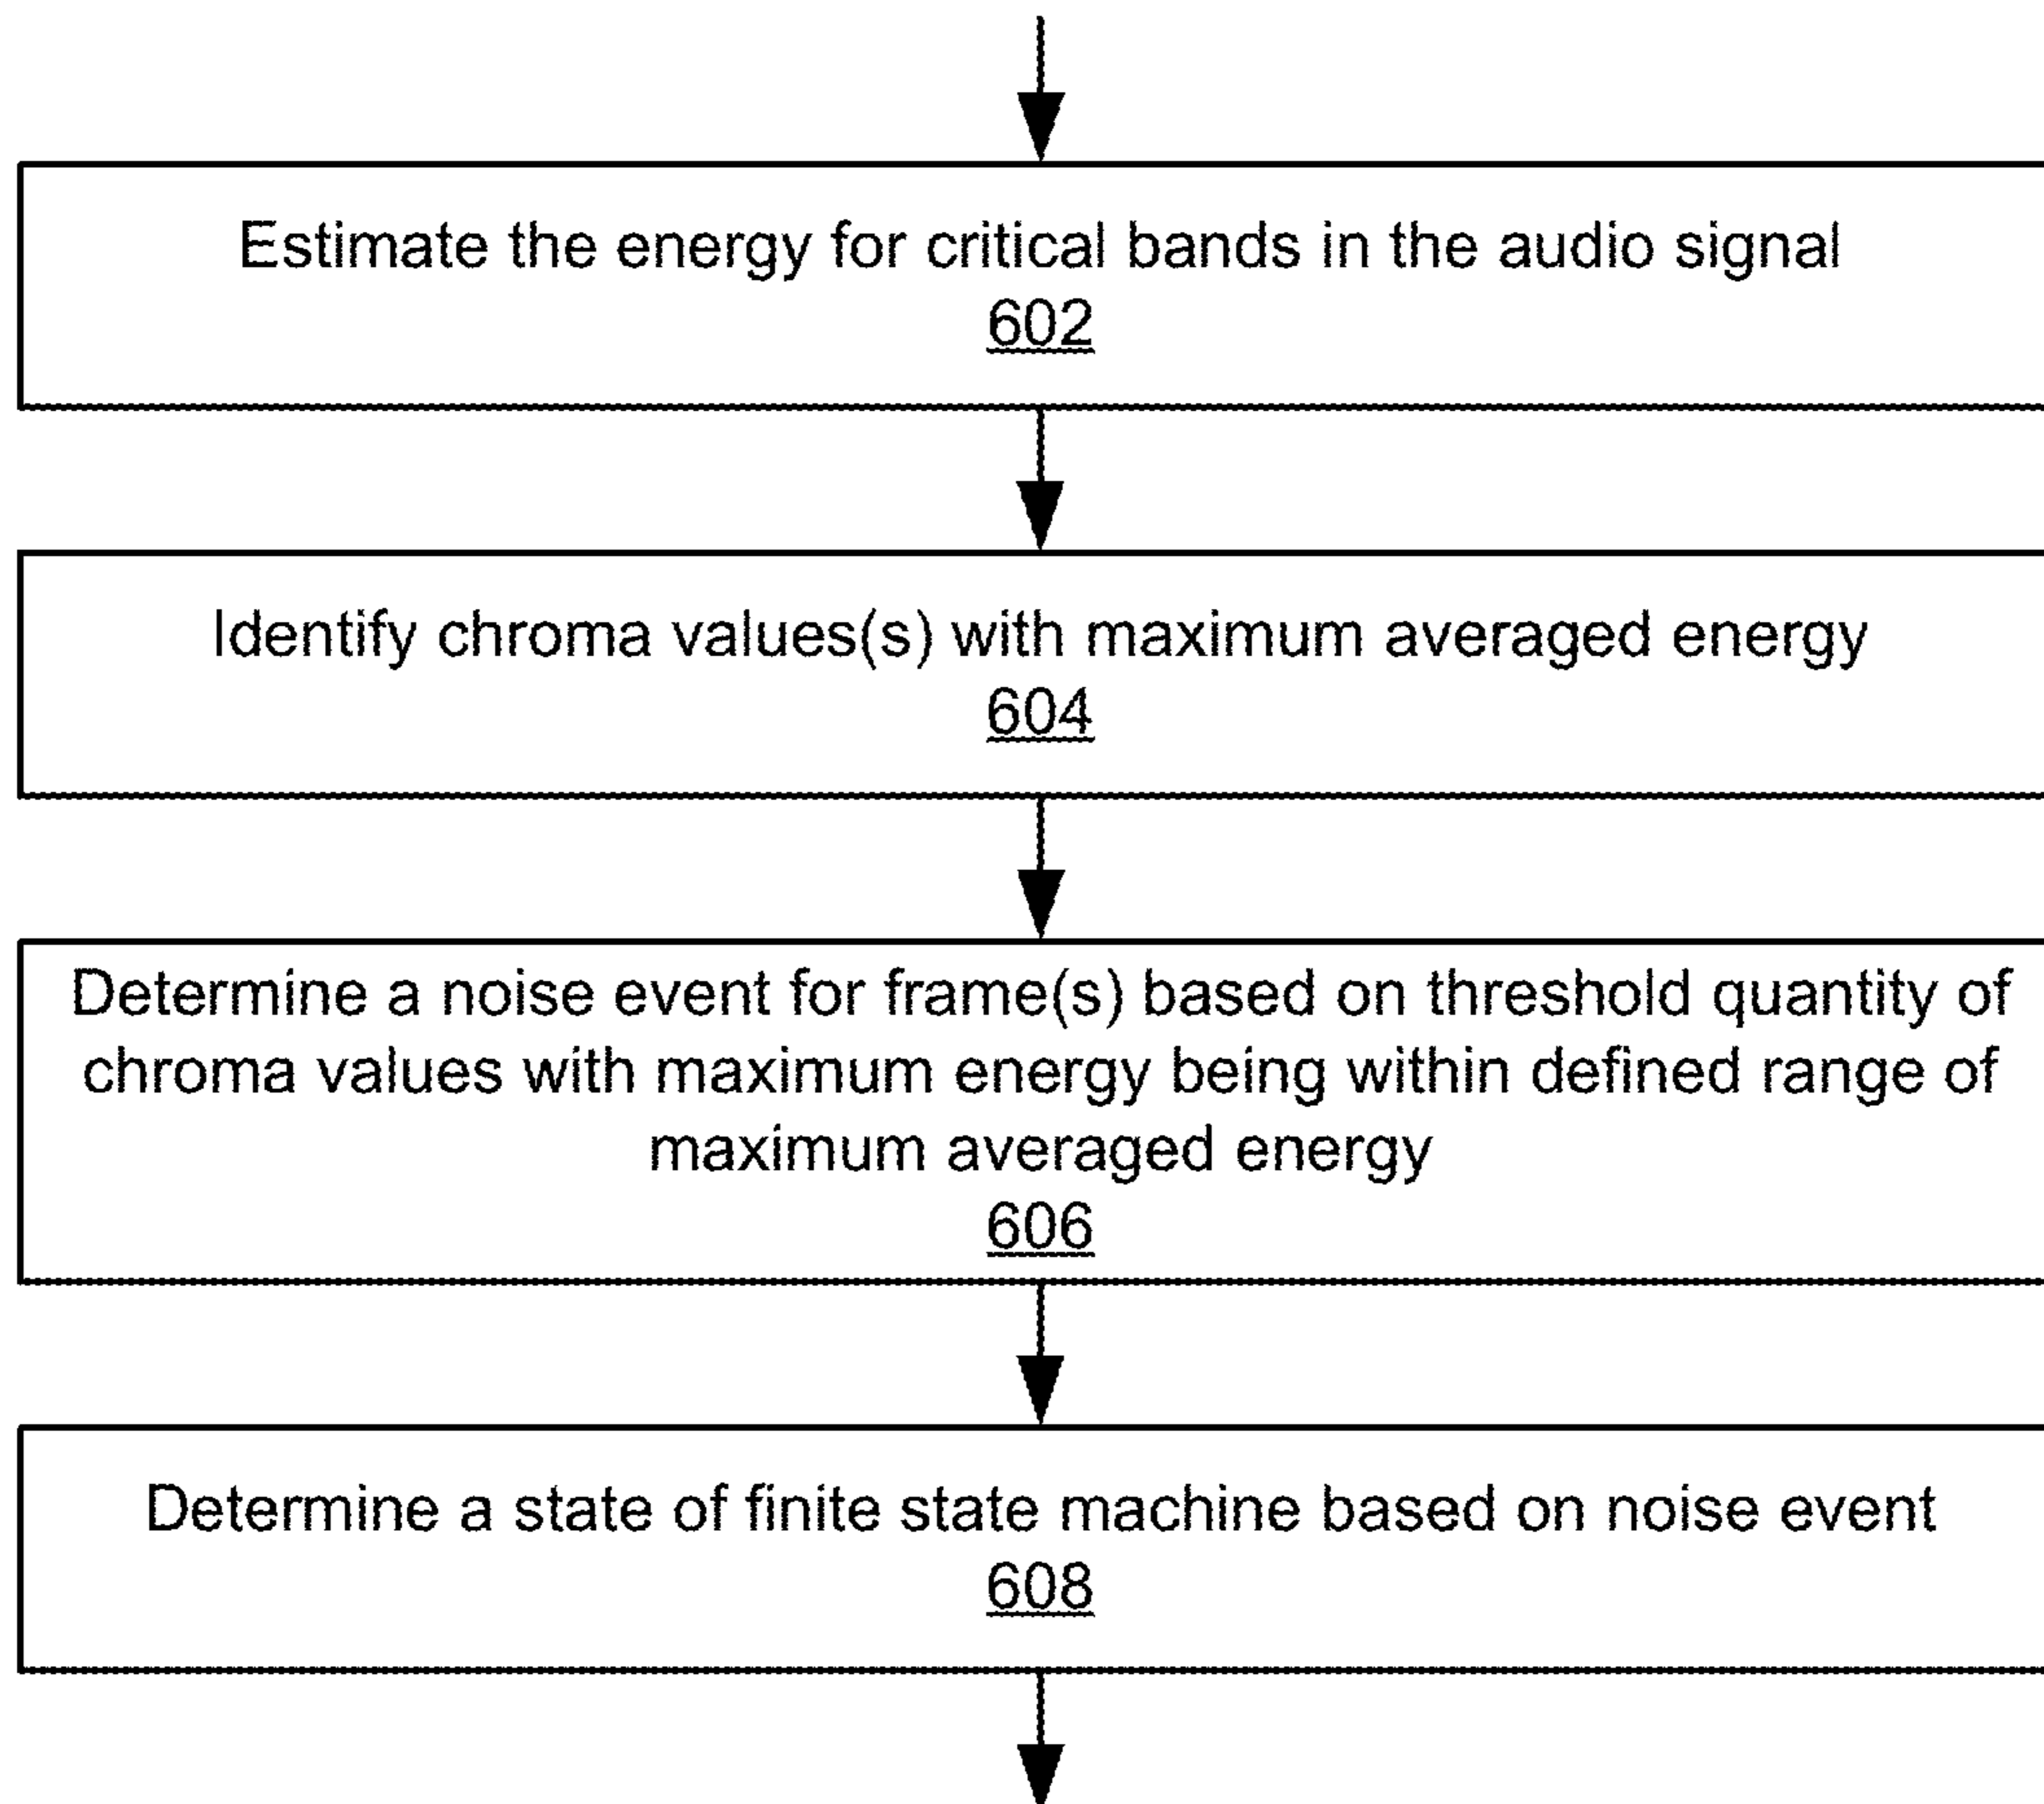 Estimate the energy for critical bands in the audio signal
602
Identify chroma values(s) with maximum averaged energy
604
Determine a noise event for frame(s) based on threshold quantity of
chroma values with maximum energy being within defined range of
maximum averaged energy
606
Determine a state of finite state machine based on noise event
608